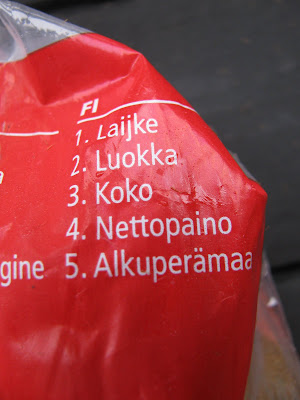 FI
1. Laijke
2. Luokka
3. Koko
4. Nettopaino
5. Alkuperämaa
gine